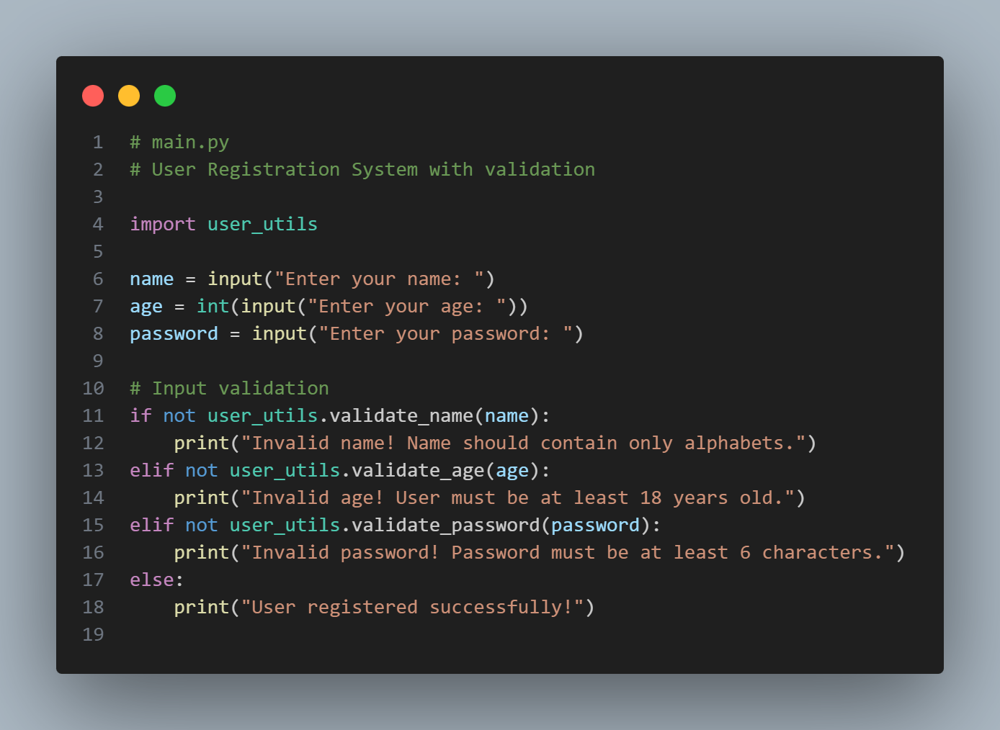 1 # main.py
2 # User Registration System with validation
3
4 import user_utils
5
6 name = input("Enter your name: ")
7 age = int(input("Enter your age: "))
8 password = input("Enter your password: ")
9
10 # Input validation
11 if not user_utils.validate_name(name):
12     print("Invalid name! Name should contain only alphabets.")
13 elif not user_utils.validate_age(age):
14     print("Invalid age! User must be at least 18 years old.")
15 elif not user_utils.validate_password(password):
16     print("Invalid password! Password must be at least 6 characters.")
17 else:
18     print("User registered successfully!")
19